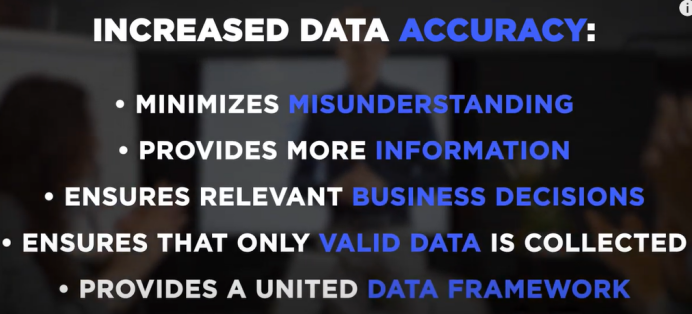 INCREASED DATA ACCURACY:
• MINIMIZES MISUNDERSTANDING
• PROVIDES MORE INFORMATION
• ENSURES RELEVANT BUSINESS DECISIONS
• ENSURES THAT ONLY VALID DATA IS COLLECTED
• PROVIDES A UNITED DATA FRAMEWORK